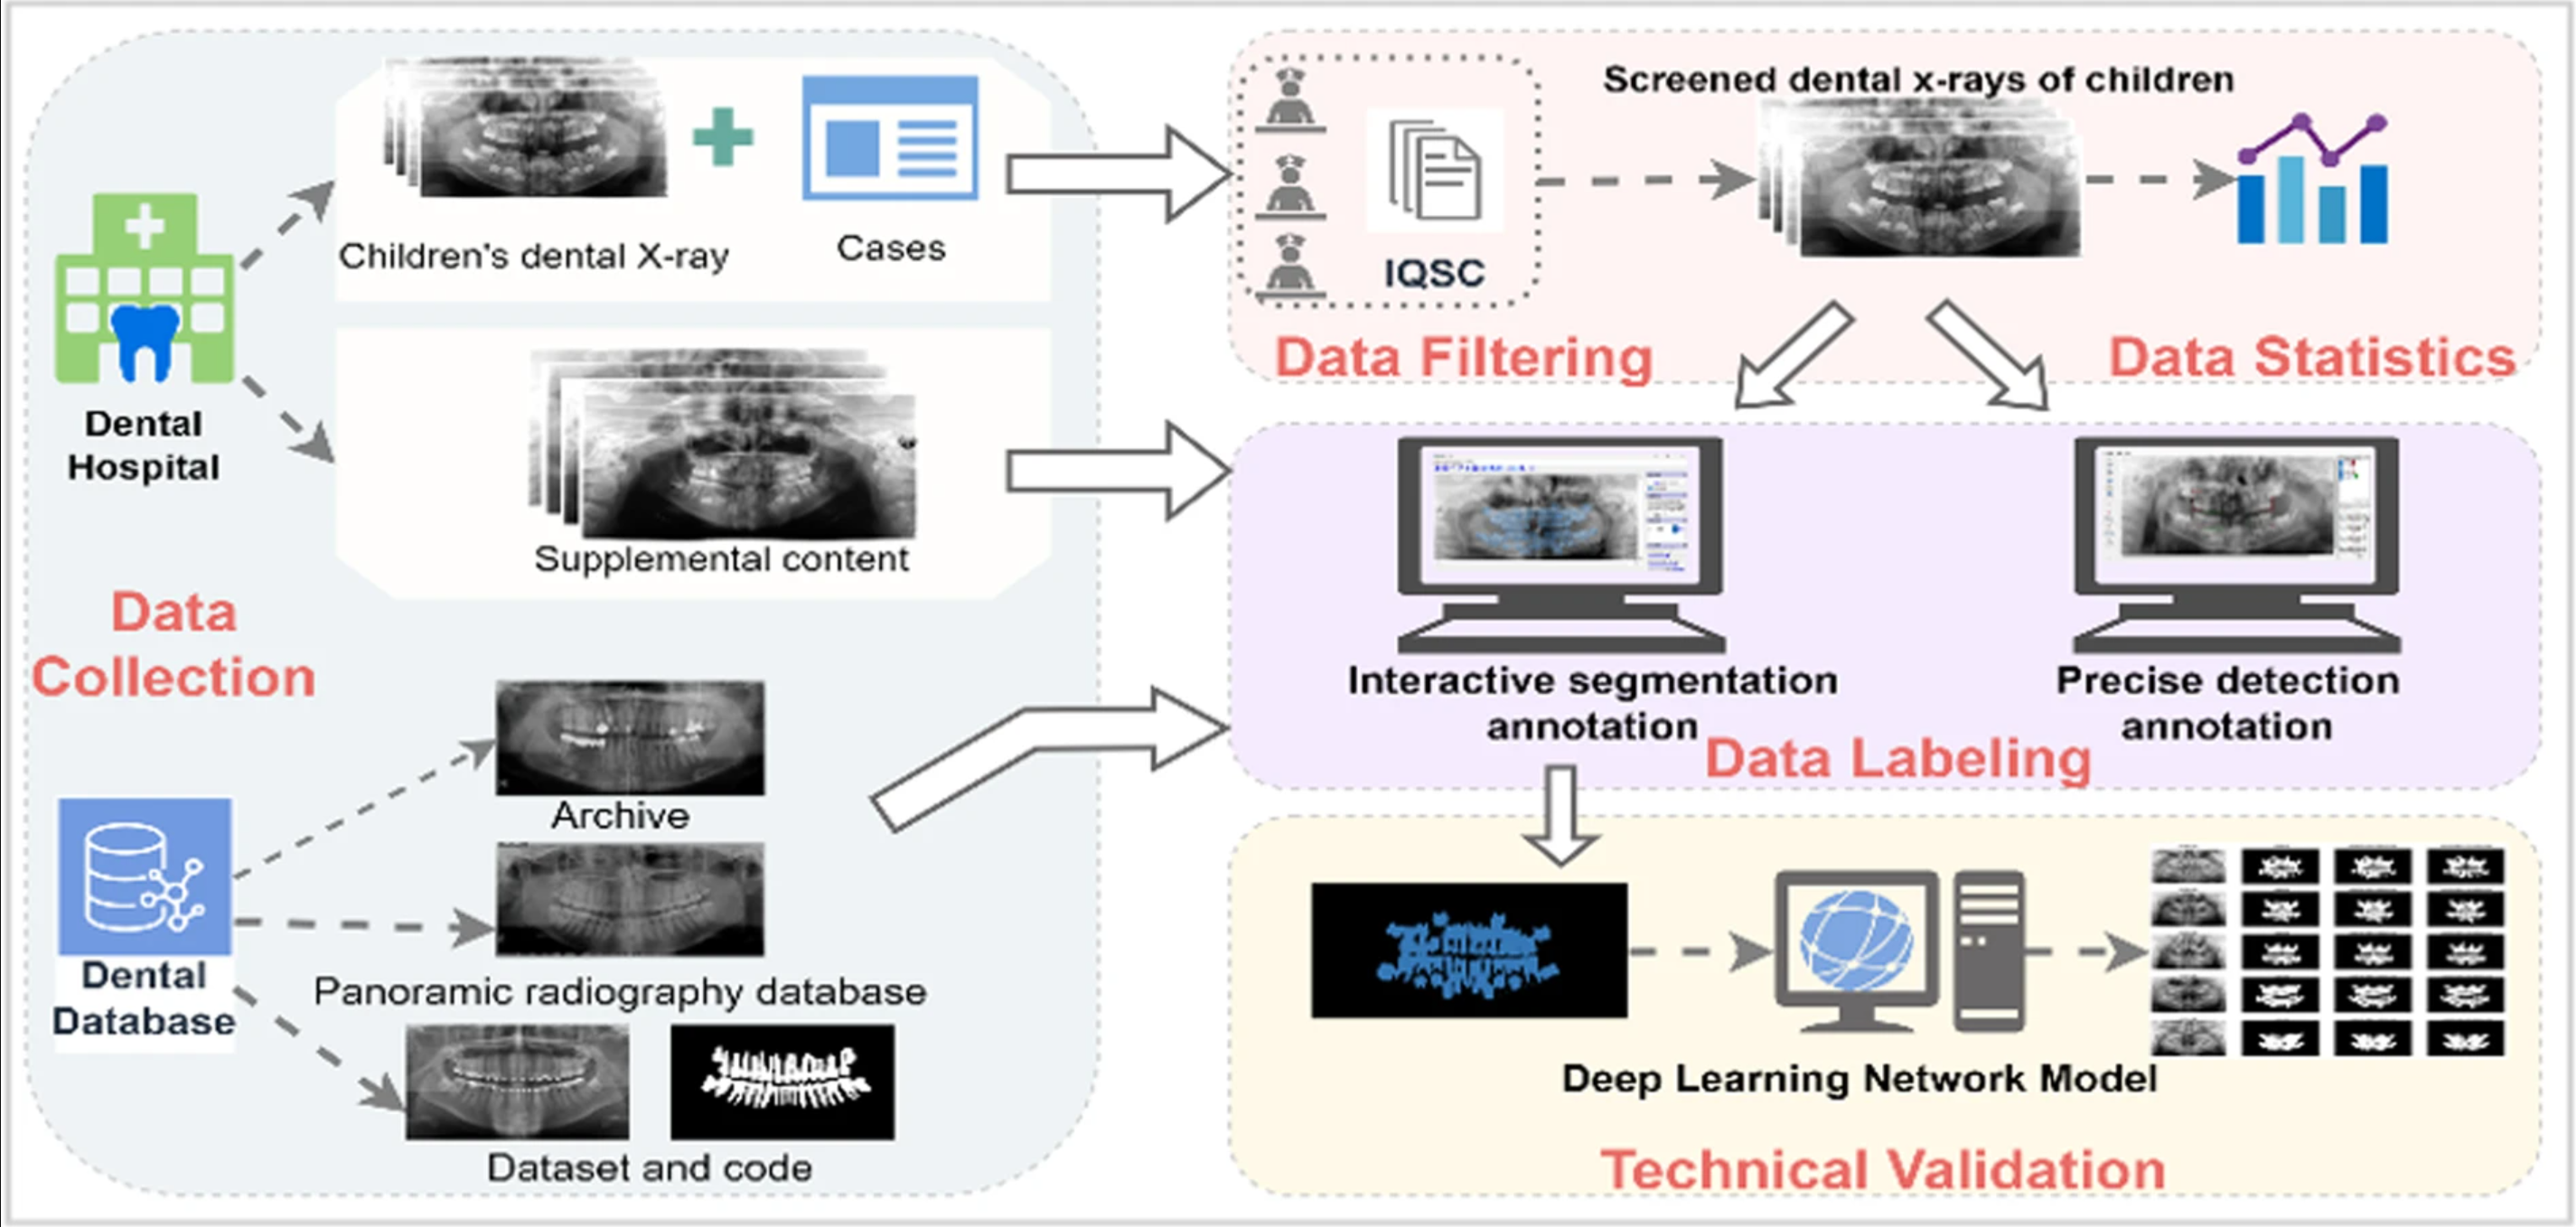 Children's dental X-ray
Cases
Dental
Hospital
Supplemental content
Data
Collection
Archive
Dental
Database
Panoramic radiography database
Dataset and code
Screened dental x-rays of children
IQSC
Data Filtering
Data Statistics
Interactive segmentation
annotation
Precise detection
annotation
Data Labeling
Deep Learning Network Model
Technical Validation